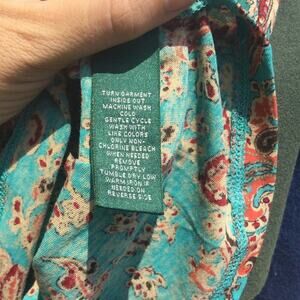 TURN GARMENT
INSIDE OUT
MACHINE WASH
COLD
GENTLE CYCLE
WASH WITH
LIKE COLORS
ONLY NON-
CHLORINE BLEACH
WHEN NEEDED
REMOVE
PROMPTLY
TUMBLE DRY LOW
WARM IRON IF
NEEDED ON
REVERSE SIDE